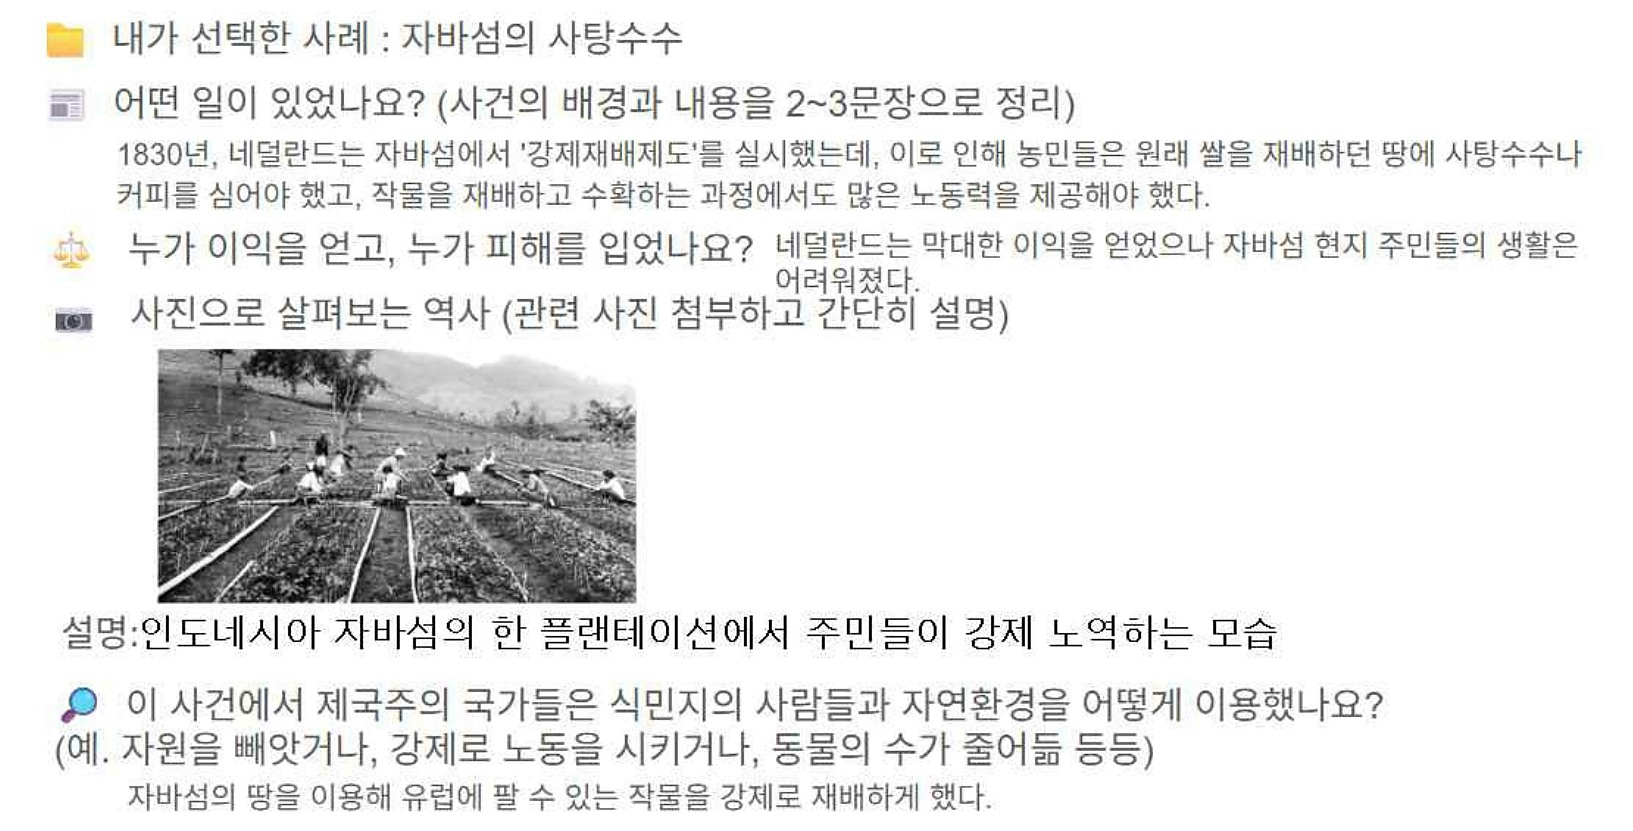 내가 선택한 사례 : 자바섬의 사탕수수
어떤 일이 있었나요? (사건의 배경과 내용을 2~3문장으로 정리)
1830년, 네덜란드는 자바섬에서 '강제재배제도'를 실시했는데, 이로 인해 농민들은 원래 쌀을 재배하던 땅에 사탕수수나
커피를 심어야 했고, 작물을 재배하고 수확하는 과정에서도 많은 노동력을 제공해야 했다.
누가 이익을 얻고, 누가 피해를 입었나요? 네덜란드는 막대한 이익을 얻었으나 자바섬 현지 주민들의 생활은
어려워졌다.
사진으로 살펴보는 역사 (관련 사진 첨부하고 간단히 설명)
설명:인도네시아 자바섬의 한 플랜테이션에서 주민들이 강제 노역하는 모습
이 사건에서 제국주의 국가들은 식민지의 사람들과 자연환경을 어떻게 이용했나요?
(예. 자원을 빼앗거나, 강제로 노동을 시키거나, 동물의 수가 줄어듦 등등)
자바섬의 땅을 이용해 유럽에 팔 수 있는 작물을 강제로 재배하게 했다.